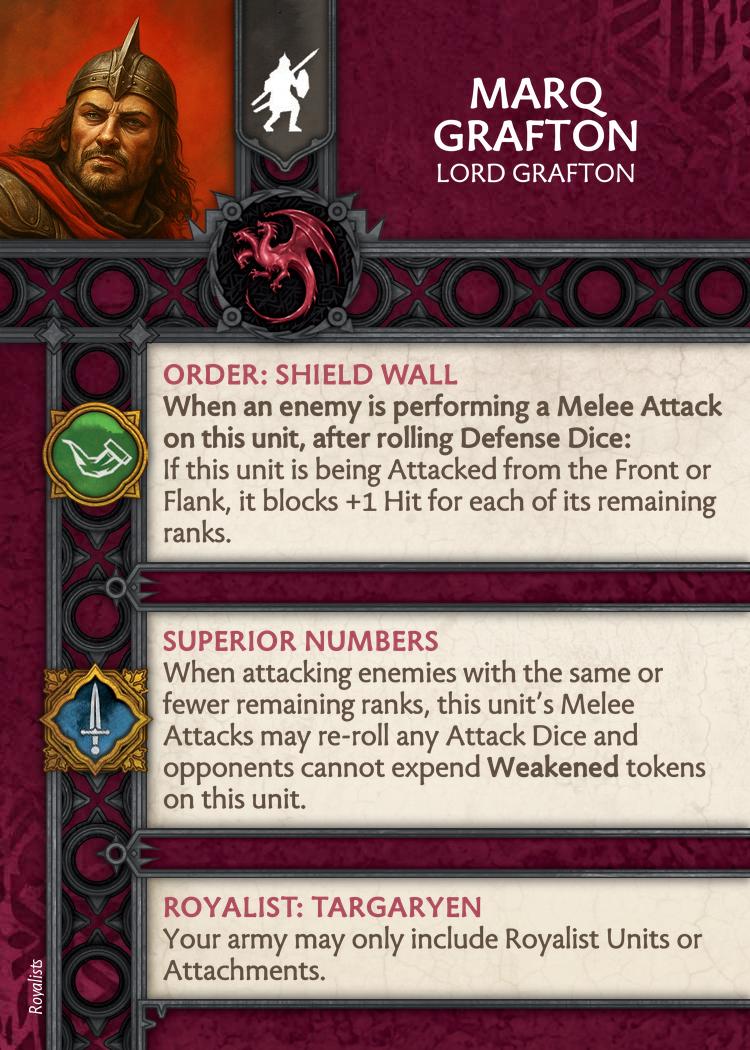 MARQ
GRAFTON
LORD GRAFTON
ORDER: SHIELD WALL
When an enemy is performing a Melee Attack
on this unit, after rolling Defense Dice:
If this unit is being Attacked from the Front or
Flank, it blocks +1 Hit for each of its remaining
ranks.
SUPERIOR NUMBERS
When attacking enemies with the same or
fewer remaining ranks, this unit's Melee
Attacks may re-roll any Attack Dice and
opponents cannot expend Weakened tokens
on this unit.
ROYALIST: TARGARYEN
Your army may only include Royalist Units or
Attachments.
Royalists